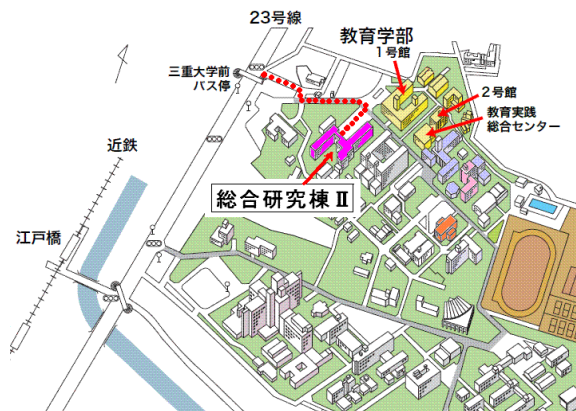 23号線
教育学部
1号館
三重大学前
バス停
2号館
教育実践
総合センター
近鉄
総合研究棟Ⅱ
江戸橋